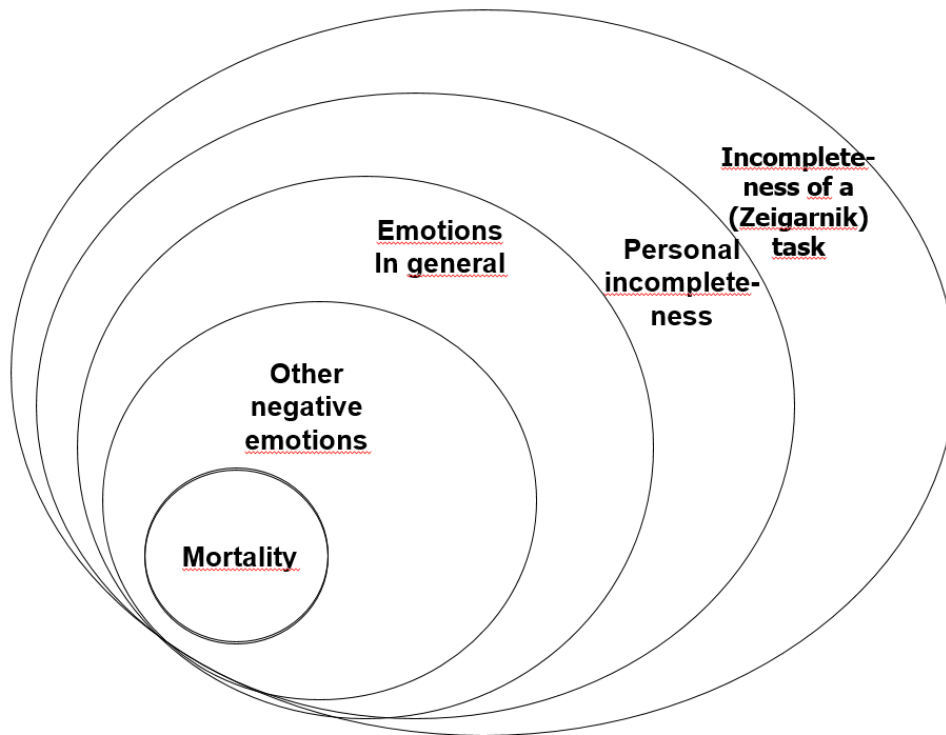 Incomplete-
ness of a
(Zeigarnik)
task
Emotions
In general
Personal
incomplete-
ness
Other
negative
emotions
Mortality